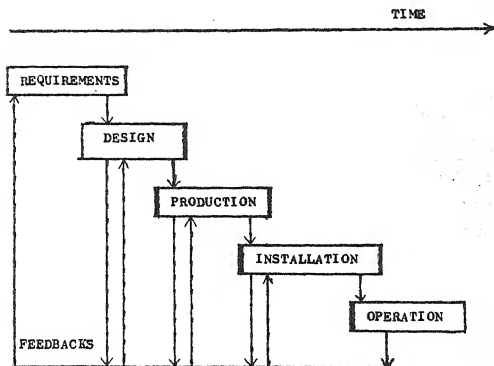 TIME
REQUIREMENTS
DESIGN
PRODUCTION
INSTALLATION
OPERATION
FEEDBACKS